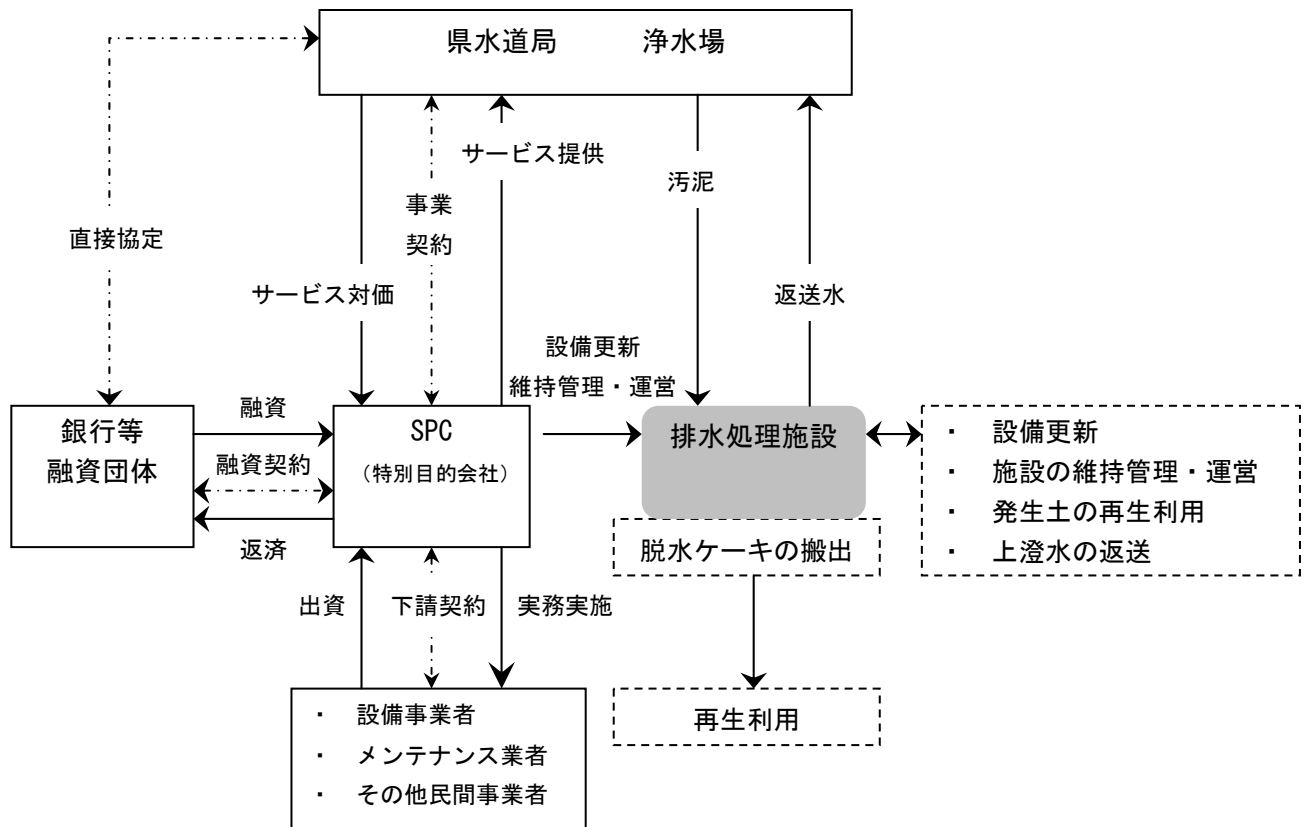 県水道局 浄水場
サービス提供
汚泥
事業
契約
直接協定
サービス対価
返送水
設備更新
維持管理・運営
銀行等
融資団体
融資
融資契約
返済
SPC
（特別目的会社）
排水処理施設
・ 設備更新
・ 施設の維持管理・運営
・ 発生土の再生利用
・ 上澄水の返送
脱水ケーキの搬出
出資
下請契約
実務実施
・ 設備事業者
・ メンテナンス業者
・ その他民間事業者
再生利用